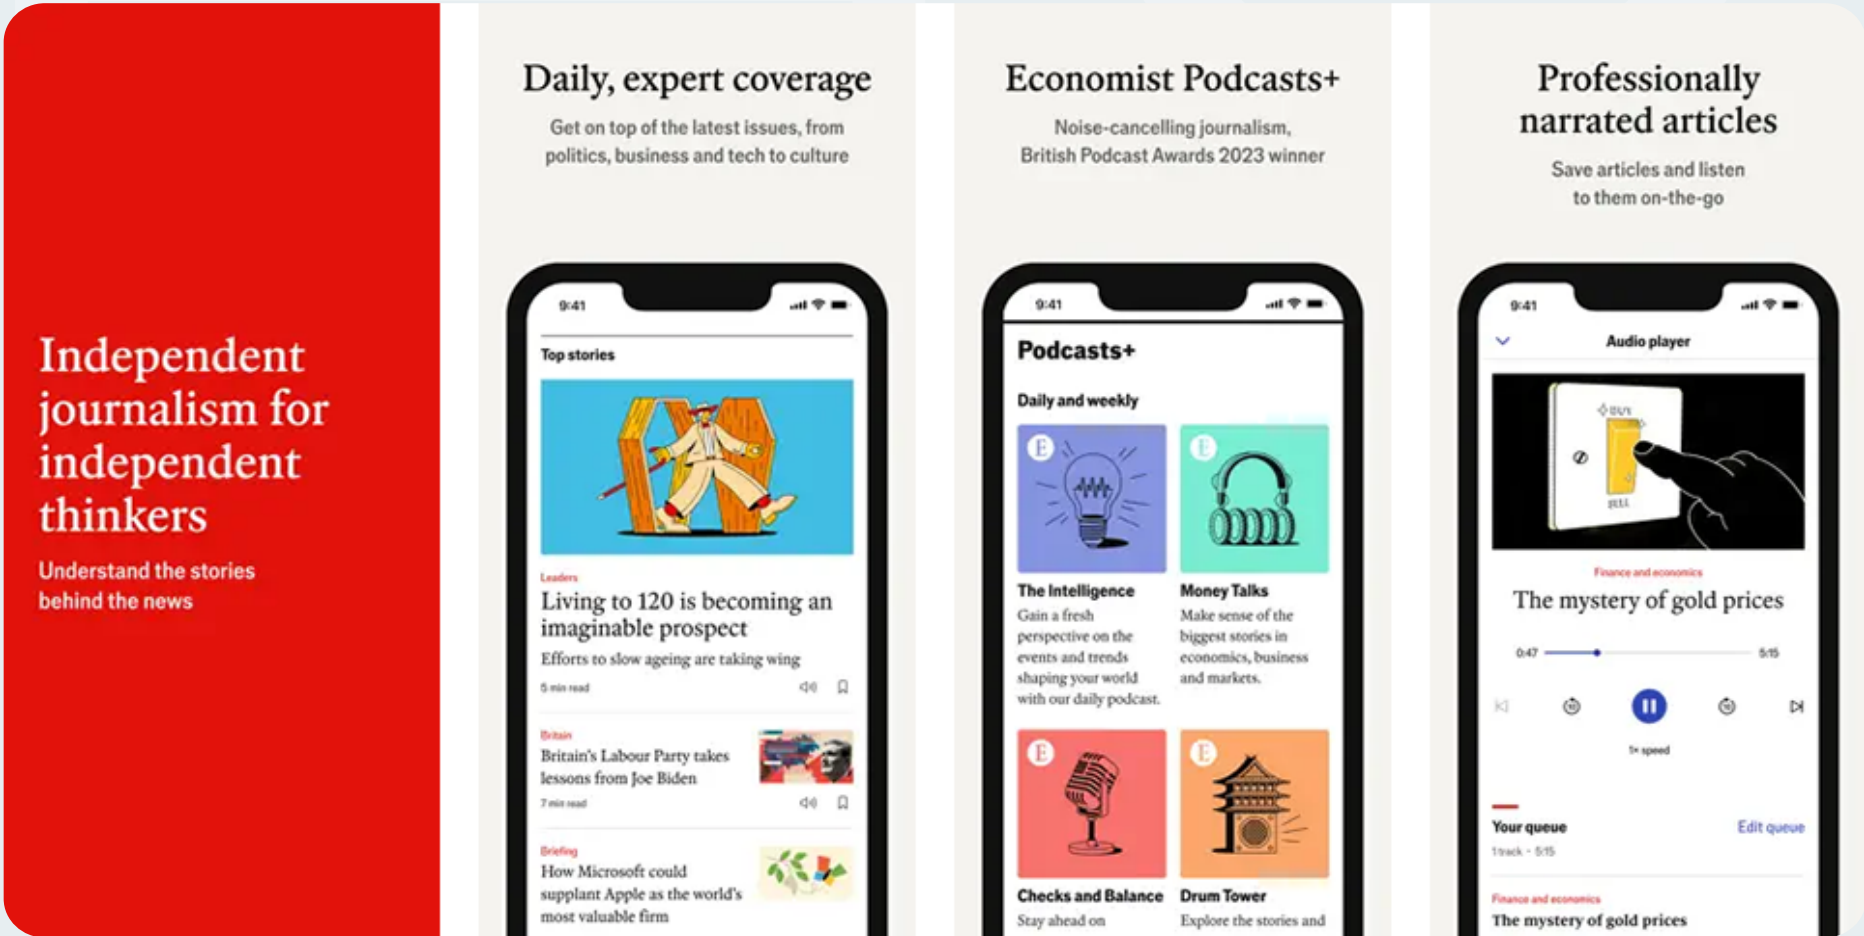 Independent
journalism for
independent
thinkers
Understand the stories
behind the news
Daily, expert coverage
Get on top of the latest issues, from
politics, business and tech to culture
9:41
Top stories
Leaders
Living to 120 is becoming an
imaginable prospect
Efforts to slow ageing are taking wing
5 min read
Britain
Britain's Labour Party takes
lessons from Joe Biden
7 min read
Briefing
How Microsoft could
supplant Apple as the world's
most valuable firm
Economist Podcasts+
Noise-cancelling journalism,
British Podcast Awards 2023 winner
9:41
Podcasts+
Daily and weekly
E
The Intelligence
Gain a fresh
perspective on the
events and trends
shaping your world
with our daily podcast.
E
Money Talks
Make sense of the
biggest stories in
economics, business
and markets.
E
Checks and Balance
Stay ahead on
E
Drum Tower
Explore the stories and
Professionally
narrated articles
Save articles and listen
to them on-the-go
9:41
Audio player
BULL
Finance and economics
The mystery of gold prices
0:47
5:15
1× speed
Your queue
Edit queue
1 track • 5:15
Finance and economics
The mystery of gold prices